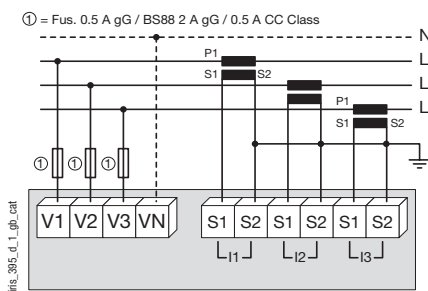 ① = Fus. 0.5 A gG / BS88 2 A gG / 0.5 A CC Class
N
P1
L
S1 S2
L
P1
L
S1 S2
① ① ①
V1 V2 V3 VN S1 S2 S1 S2 S1 S2
I1 I2 I3
iris_395_d_1_gb_cat